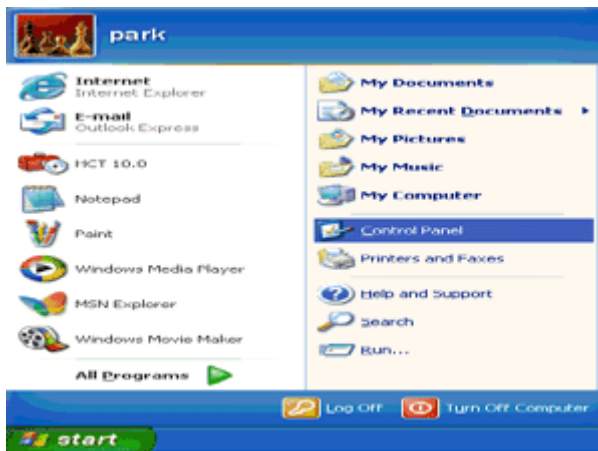 park
Internet
Internet Explorer
E-mail
Outlook Express
HCT 10.0
Notepad
Paint
Windows Media Player
MSN Explorer
Windows Movie Maker
All Programs
My Documents
My Recent Documents
My Pictures
My Music
My Computer
Control Panel
Printers and Faxes
Help and Support
Search
Run...
Log Off
Turn Off Computer
start